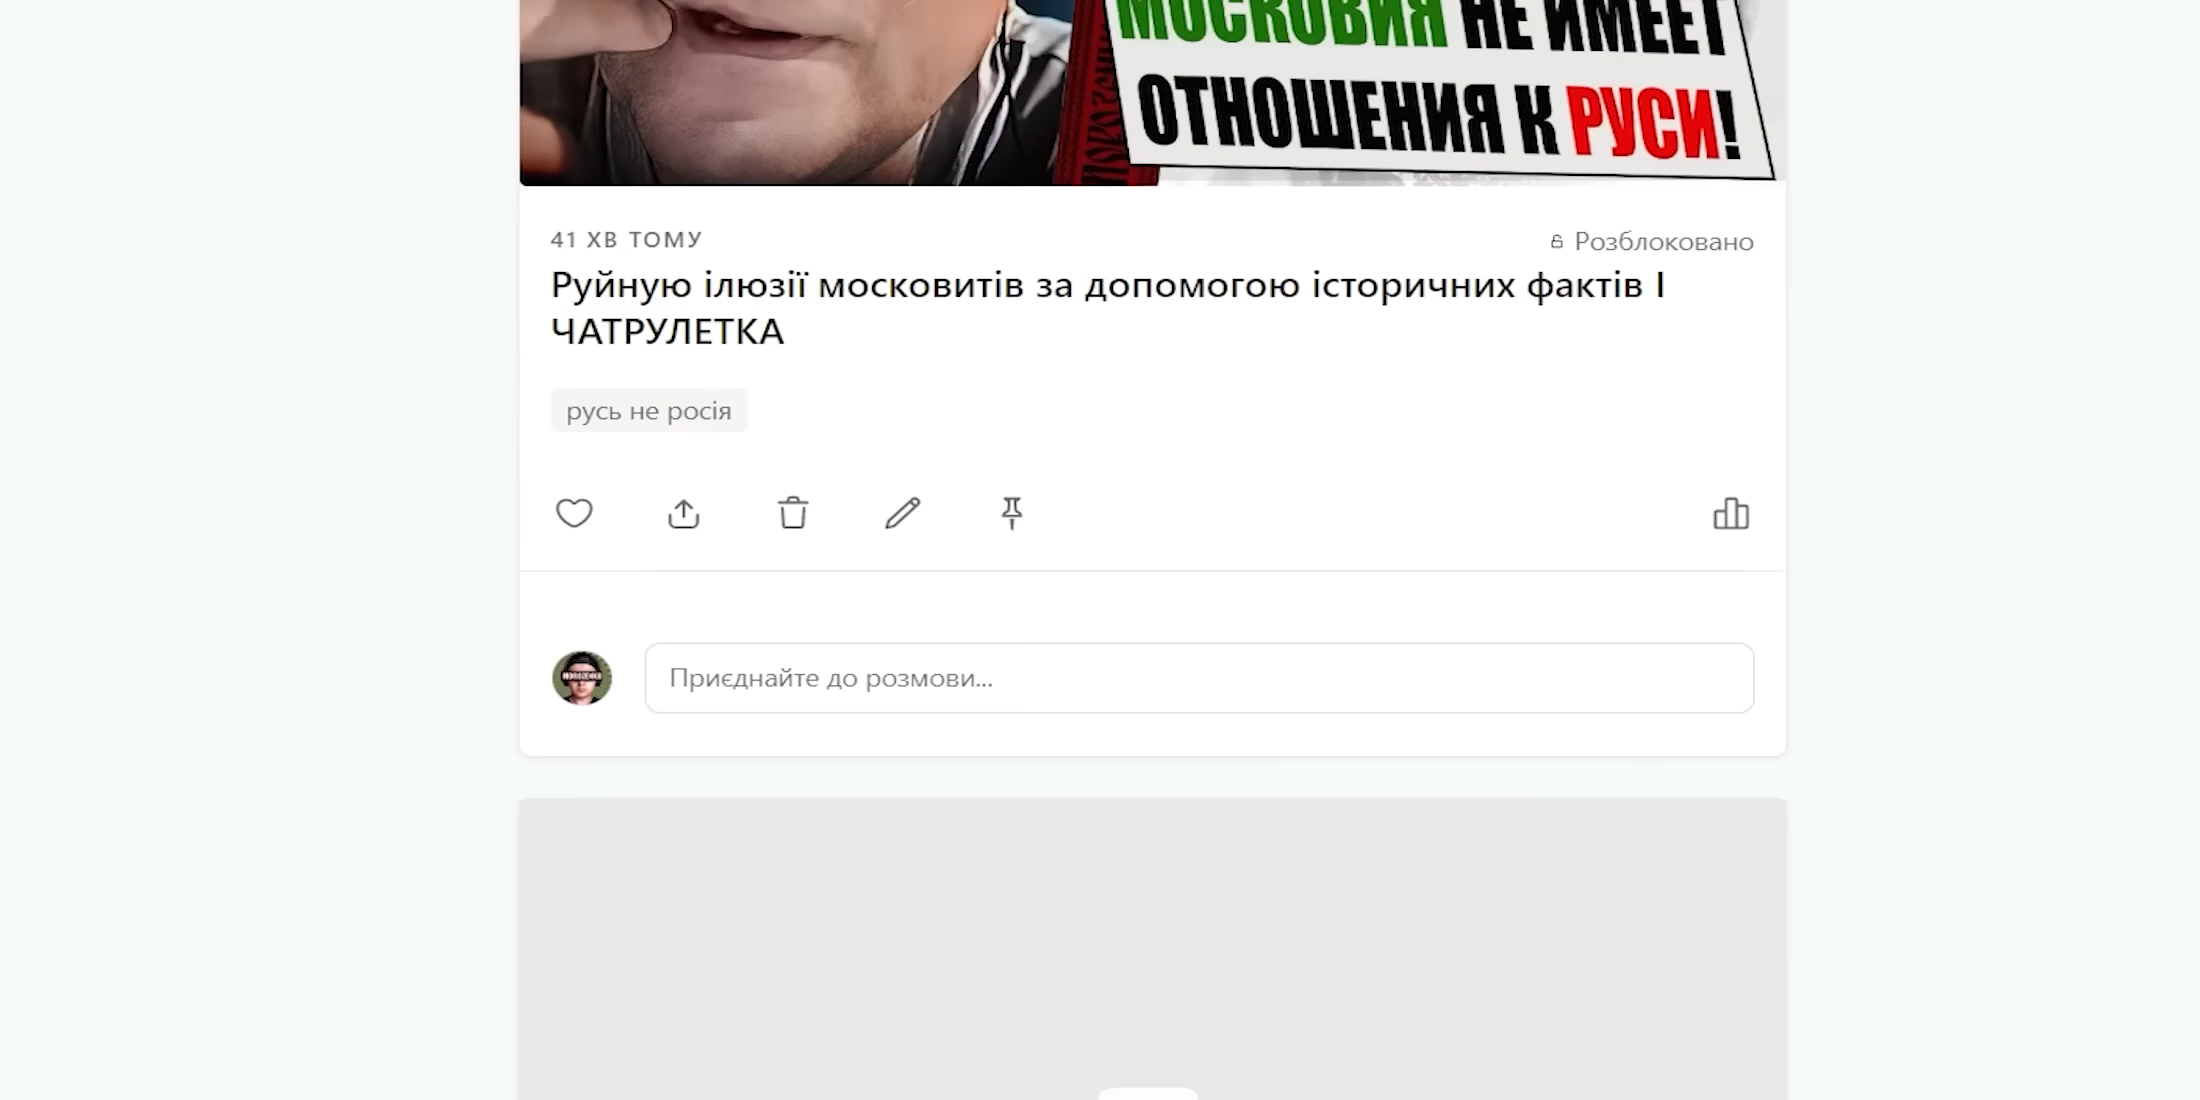 МОСКОВИЯ НЕ ИМЕЕТ
ОТНОШЕНИЯ К РУСИ!
41 ХВ ТОМУ
Розблоковано
Руйную ілюзії московитів за допомогою історичних фактів І
ЧАТРУЛЕТКА
русь не росія
Приєднайте до розмови...